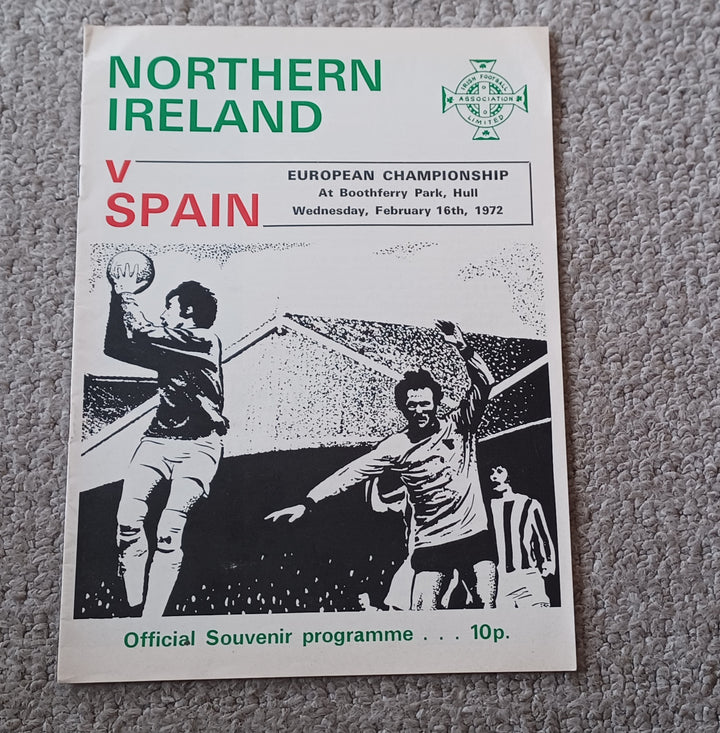 NORTHERN
IRELAND
IRISH FOOTBALL
ASSOCIATION
LIMITED
V
SPAIN
EUROPEAN CHAMPIONSHIP
At Boothferry Park, Hull
Wednesday, February 16th, 1972
Official Souvenir programme . . . 10p.